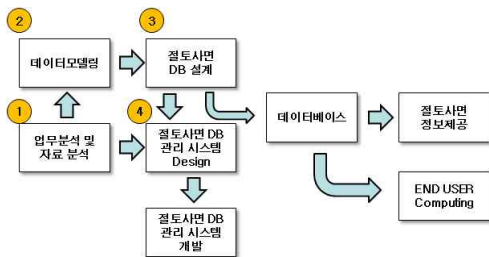 2
데이터모델링
3
절토사면
DB 설계
1
업무분석 및
자료 분석
4
절토사면 DB
관리 시스템
Design
데이터베이스
절토사면
정보제공
END USER
Computing
절토사면 DB
관리 시스템
개발